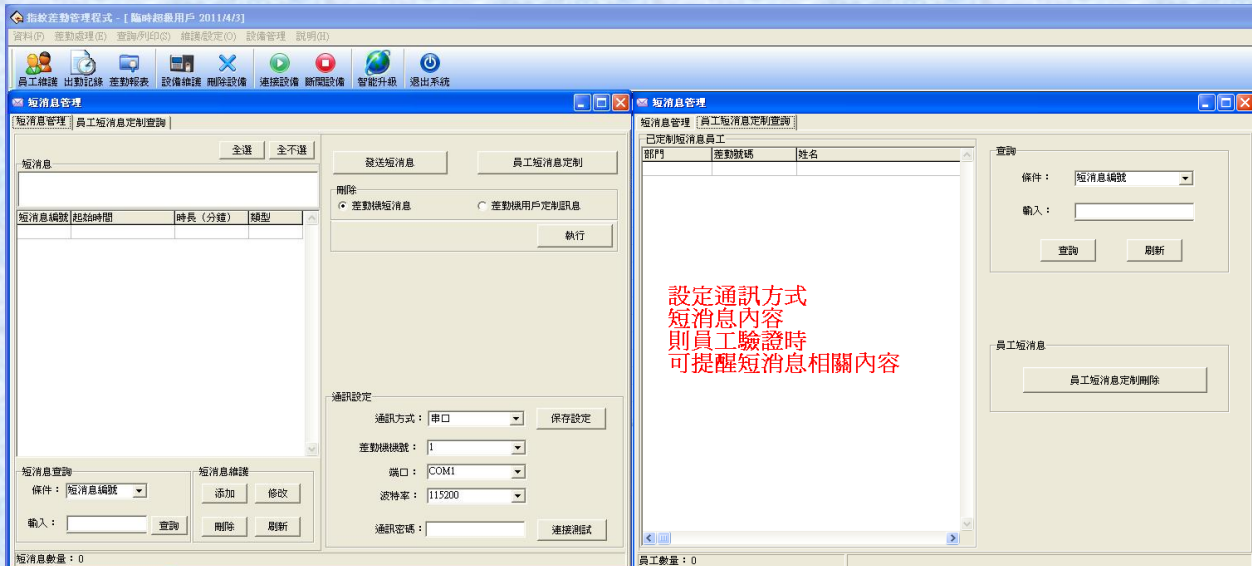 指紋差勤管理程式 - [ 臨時超級用戶 2011/4/3]
資料(F) 差勤處理(E) 查詢/列印(S) 維護/設定(O) 設備管理 說明(H)
員工維護 出勤記錄 差勤報表 設備維護 刪除設備 連接設備 斷開設備 智能升級 退出系統
短消息管理
短消息管理 員工短消息定制查詢
全選 全不選
短消息
短消息編號 起始時間 時長（分鐘） 類型
發送短消息 員工短消息定制
刪除
差勤機短消息 差勤機用戶定制訊息
執行
通訊設定
通訊方式： 串口 保存設定
差勤機機號： 1
端口： COM1
波特率： 115200
通訊密碼： 連接測試
短消息查詢
條件： 短消息編號
輸入： 查詢
短消息維護
添加 修改
刪除 刷新
短消息數量：0
短消息管理
短消息管理 員工短消息定制查詢
已定制短消息員工
部門 差勤號碼 姓名
設定通訊方式
短消息內容
則員工驗證時
可提醒短消息相關內容
查詢
條件： 短消息編號
輸入：
查詢 刷新
員工短消息
員工短消息定制刪除
員工數量：0